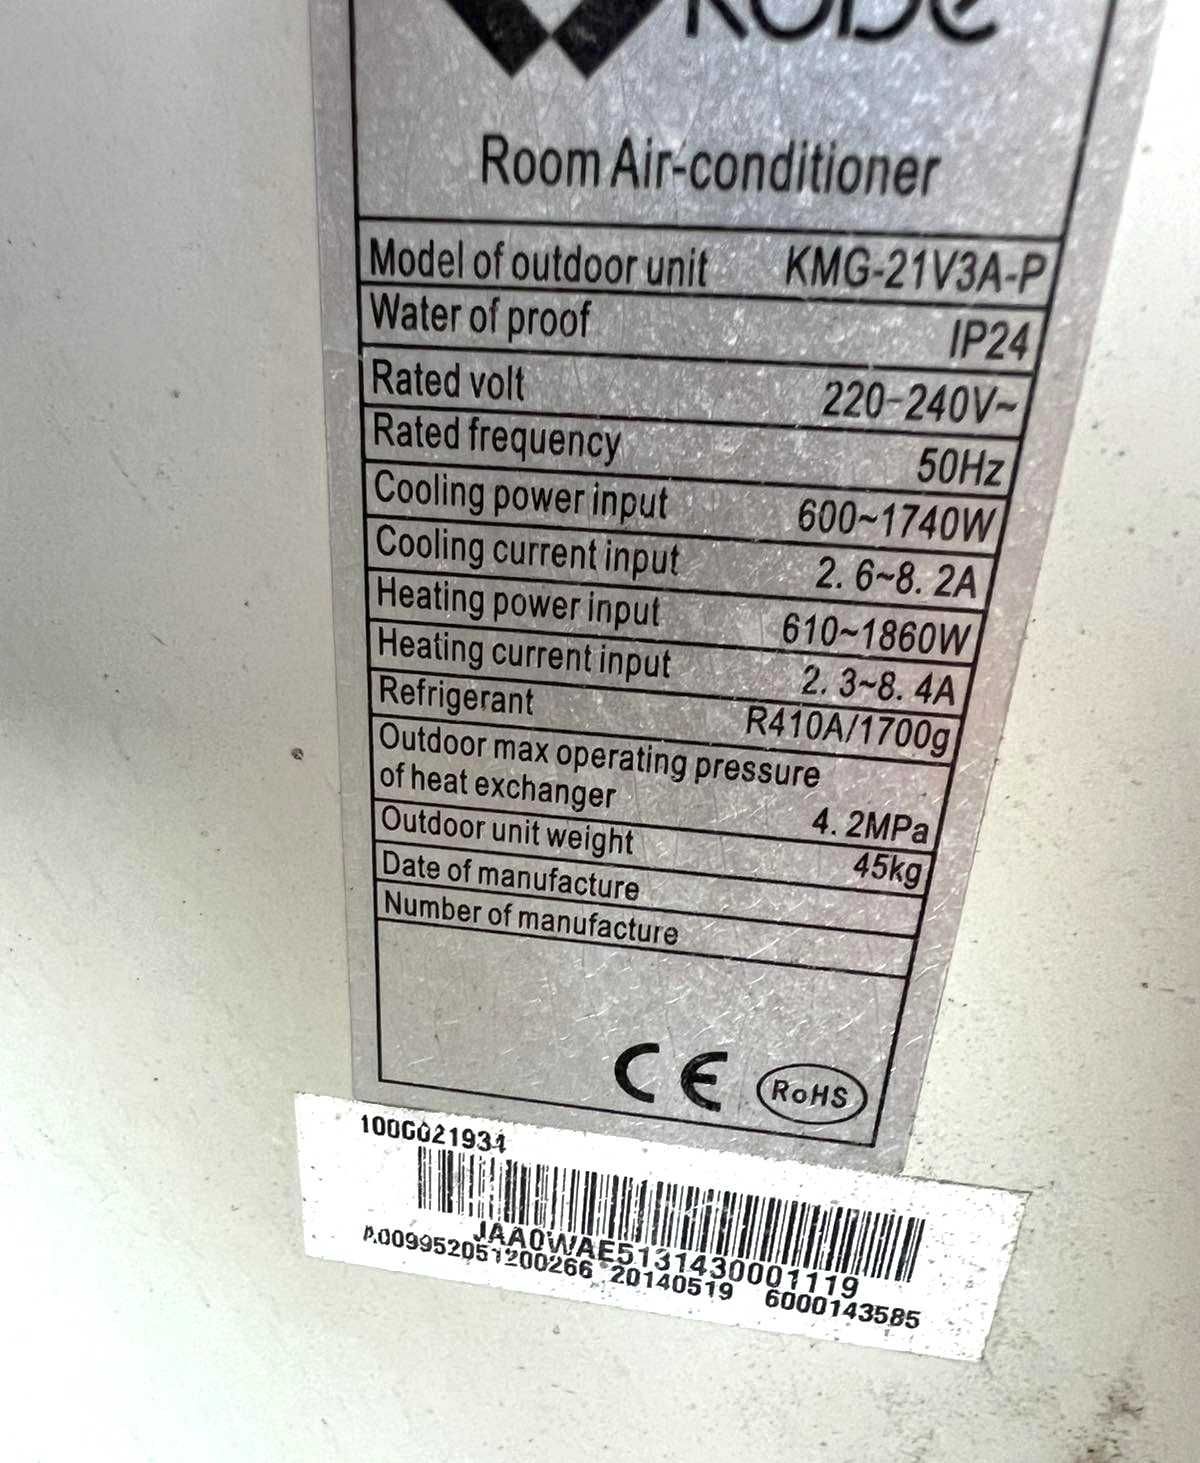 Kobe
Room Air-conditioner
Model of outdoor unit KMG-21V3A-P
Water of proof IP24
Rated volt 220-240V~
Rated frequency 50Hz
Cooling power input 600~1740W
Cooling current input 2.6~8.2A
Heating power input 610~1860W
Heating current input 2.3~8.4A
Refrigerant R410A/1700g
Outdoor max operating pressure
of heat exchanger 4.2MPa
Outdoor unit weight 45kg
Date of manufacture
Number of manufacture
CE RoHS
100G021934
JAA0WAE5131430001119
A009952051200266 20140519 6000143585